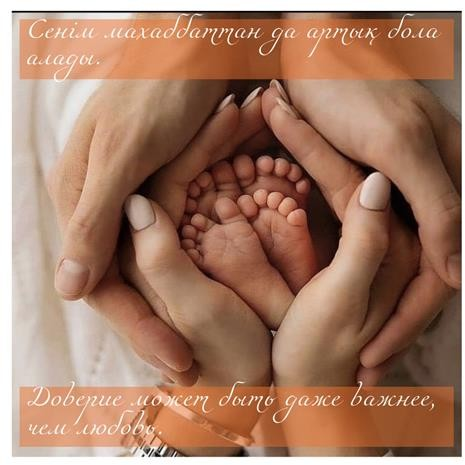 Сенім махаббаттан да артық бола
алады.
Доверие может быть даже важнее,
чем любовь.